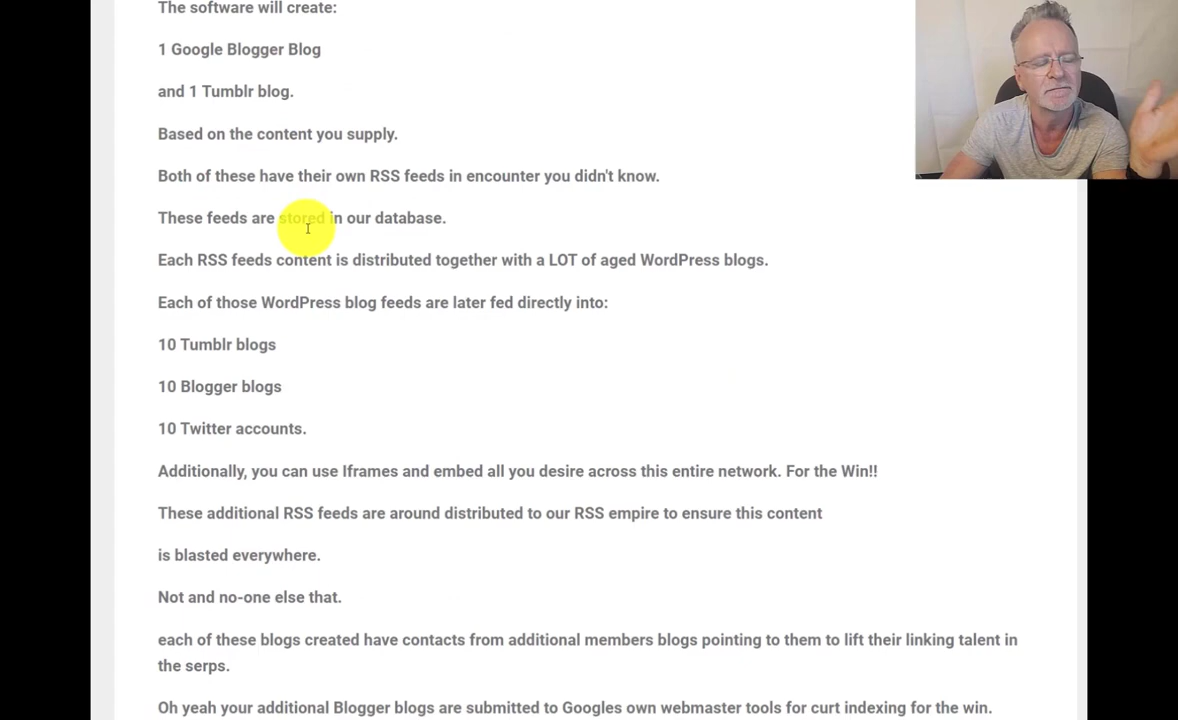 The software will create:
1 Google Blogger Blog
and 1 Tumblr blog.
Based on the content you supply.
Both of these have their own RSS feeds in encounter you didn't know.
These feeds are stored in our database.
Each RSS feeds content is distributed together with a LOT of aged WordPress blogs.
Each of those WordPress blog feeds are later fed directly into:
10 Tumblr blogs
10 Blogger blogs
10 Twitter accounts.
Additionally, you can use Iframes and embed all you desire across this entire network. For the Win!!
These additional RSS feeds are around distributed to our RSS empire to ensure this content
is blasted everywhere.
Not and no-one else that.
each of these blogs created have contacts from additional members blogs pointing to them to lift their linking talent in
the serps.
Oh yeah your additional Blogger blogs are submitted to Googles own webmaster tools for curt indexing for the win.